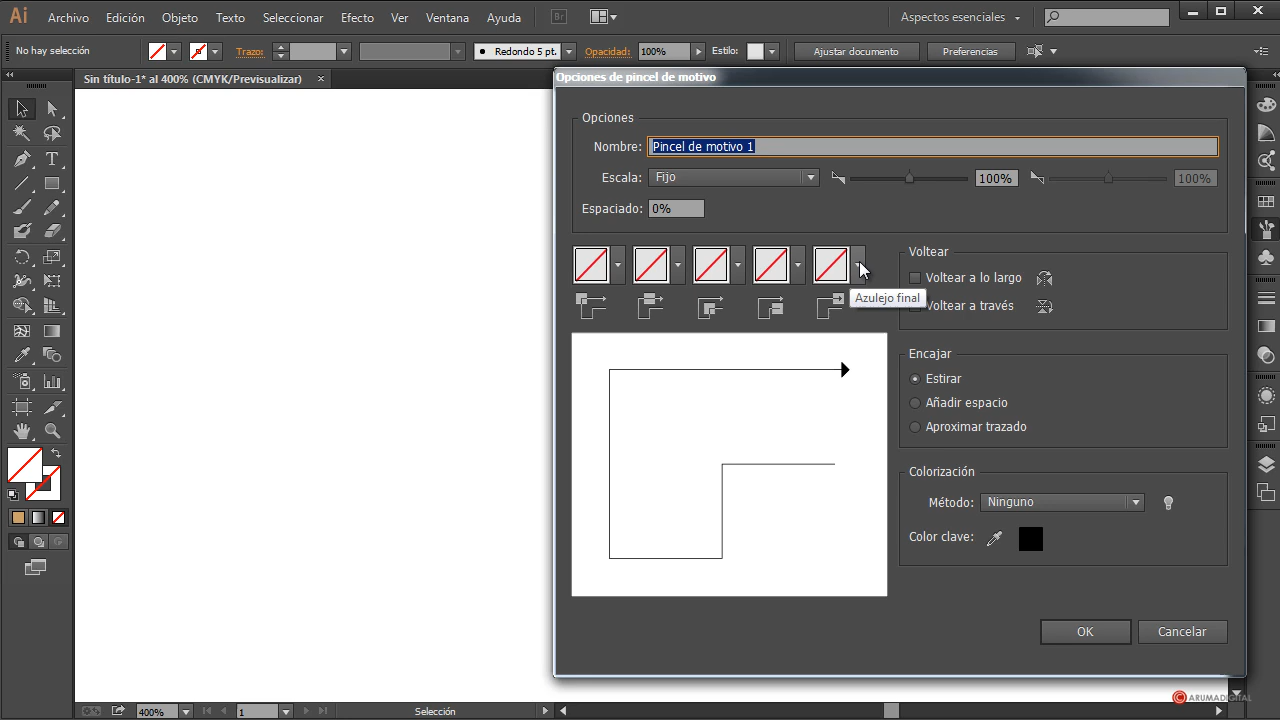 Ai Archivo Edición Objeto Texto Seleccionar Efecto Ver Ventana Ayuda Br Aspectos esenciales
No hay selección Trazo: Redondo 5 pt. Opacidad: 100% Estilo: Ajustar documento Preferencias
Sin título-1* al 400% (CMYK/Previsualizar) ×
Opciones de pincel de motivo
Opciones
Nombre: Pincel de motivo 1
Escala: Fijo 100% 100%
Espaciado: 0%
Voltear
Voltear a lo largo
Azulejo final
Voltear a través
Encajar
Estirar
Añadir espacio
Aproximar trazado
Colorización
Método: Ninguno
Color clave:
OK Cancelar
© ARUMADIGITAL
400% 1 Selección